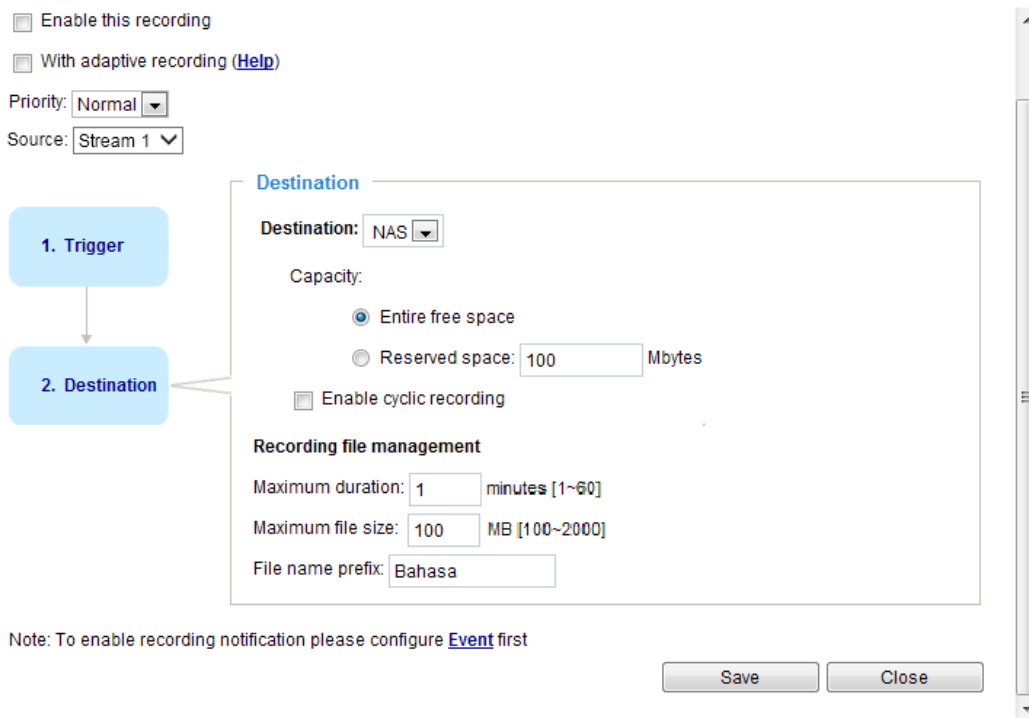 Enable this recording
With adaptive recording (Help)
Priority: Normal
Source: Stream 1
Destination
1. Trigger
Destination: NAS
Capacity:
Entire free space
Reserved space: 100 Mbytes
2. Destination
Enable cyclic recording
Recording file management
Maximum duration: 1 minutes [1~60]
Maximum file size: 100 MB [100~2000]
File name prefix: Bahasa
Note: To enable recording notification please configure Event first
Save Close